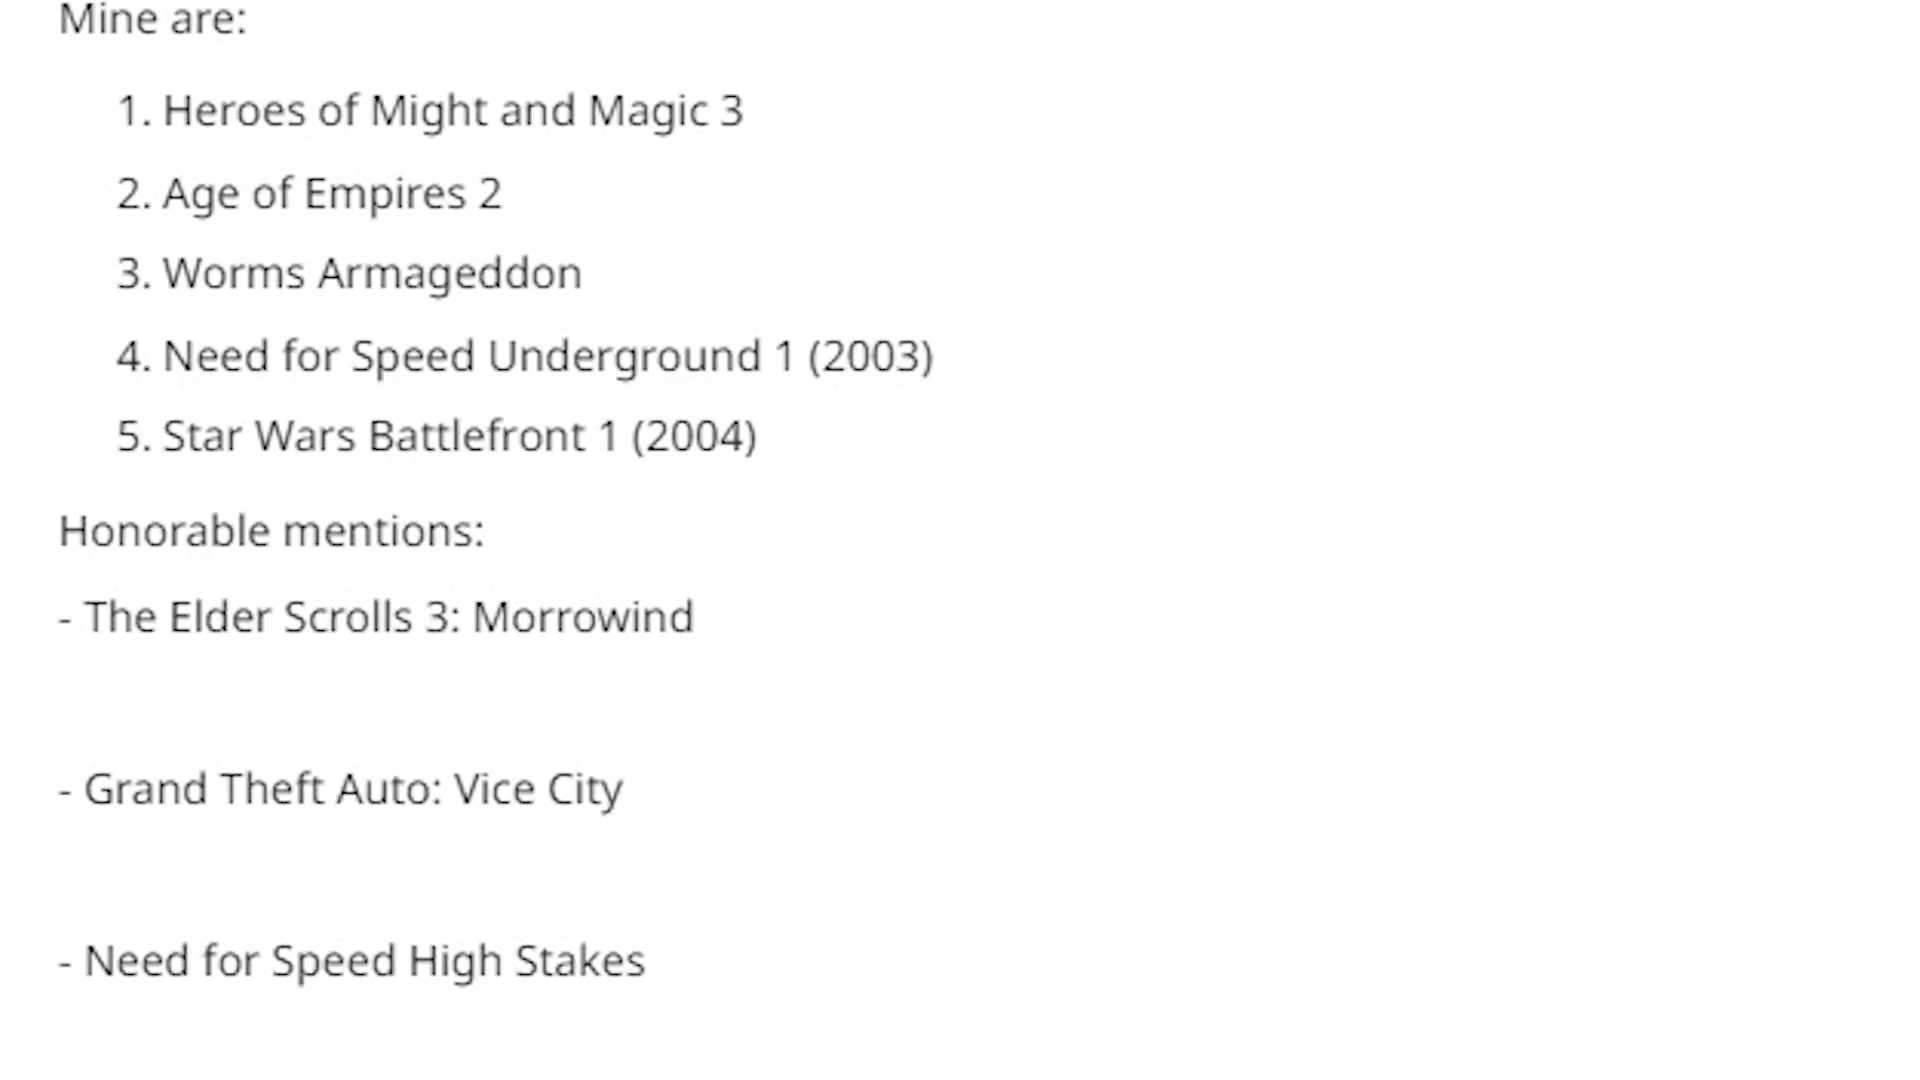 Mine are:
1. Heroes of Might and Magic 3
2. Age of Empires 2
3. Worms Armageddon
4. Need for Speed Underground 1 (2003)
5. Star Wars Battlefront 1 (2004)
Honorable mentions:
- The Elder Scrolls 3: Morrowind
- Grand Theft Auto: Vice City
- Need for Speed High Stakes